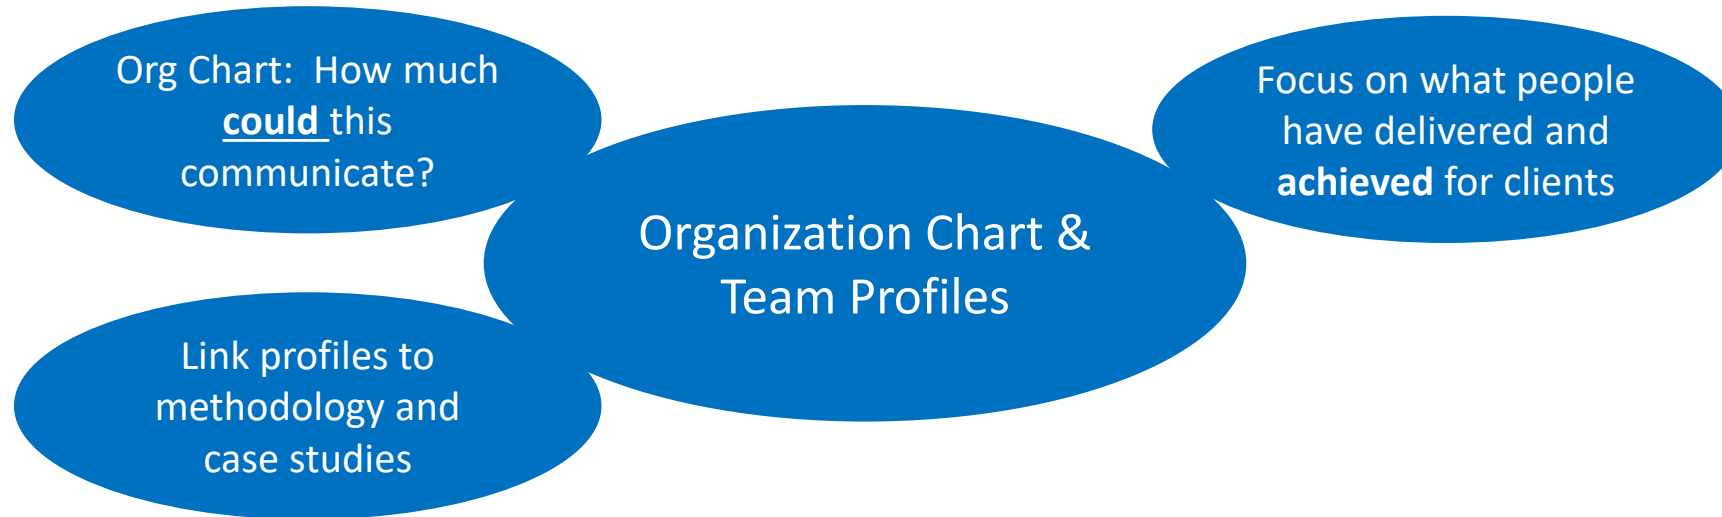 Org Chart:  How much
could this
communicate?
Organization Chart &
Team Profiles
Focus on what people
have delivered and
achieved for clients
Link profiles to
methodology and
case studies